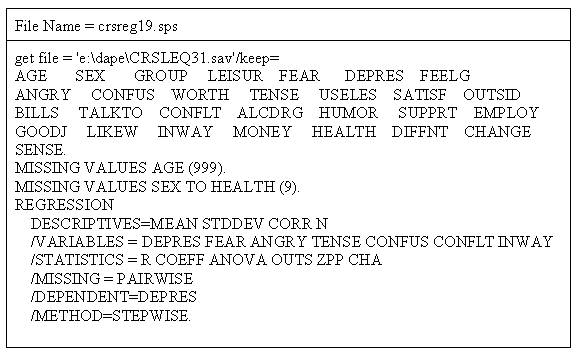 File Name = crsreg19.sps
get file = 'e:\dape\CRSLEQ31.sav'/keep=
AGE SEX GROUP LEISUR FEAR DEPRES FEELG
ANGRY CONFUS WORTH TENSE USELES SATISF OUTSID
BILLS TALKTO CONFLT ALCDRG HUMOR SUPPRT EMPLOY
GOODJ LIKEW INWAY MONEY HEALTH DIFFNT CHANGE
SENSE.
MISSING VALUES AGE (999).
MISSING VALUES SEX TO HEALTH (9).
REGRESSION
DESCRIPTIVES=MEAN STDDEV CORR N
/VARIABLES = DEPRES FEAR ANGRY TENSE CONFUS CONFLT INWAY
/STATISTICS = R COEFF ANOVA OUTS ZPP CHA
/MISSING = PAIRWISE
/DEPENDENT=DEPRES
/METHOD=STEPWISE.